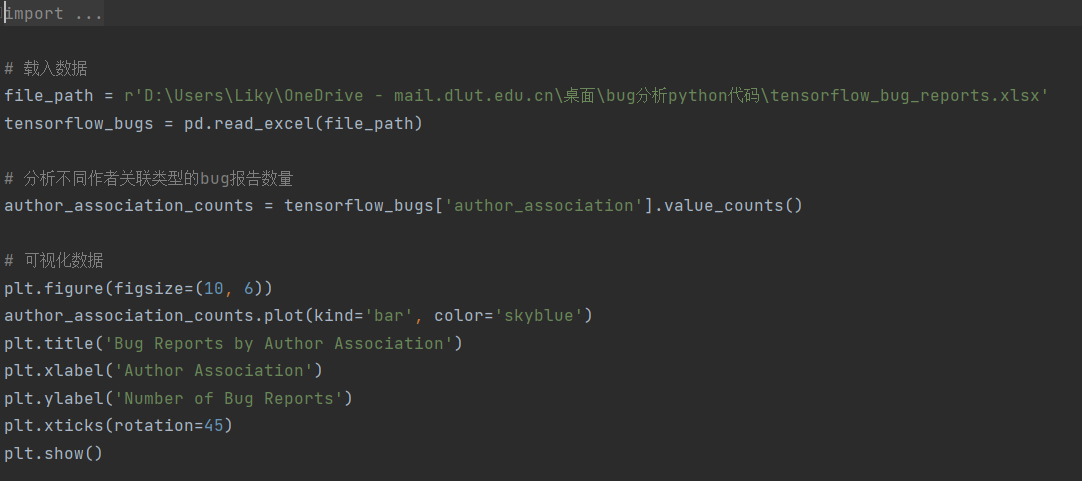 import ...
# 载入数据
file_path = r'D:\Users\Liky\OneDrive - mail.dlut.edu.cn\桌面\bug分析python代码\tensorflow_bug_reports.xlsx'
tensorflow_bugs = pd.read_excel(file_path)
# 分析不同作者关联类型的bug报告数量
author_association_counts = tensorflow_bugs['author_association'].value_counts()
# 可视化数据
plt.figure(figsize=(10, 6))
author_association_counts.plot(kind='bar', color='skyblue')
plt.title('Bug Reports by Author Association')
plt.xlabel('Author Association')
plt.ylabel('Number of Bug Reports')
plt.xticks(rotation=45)
plt.show()